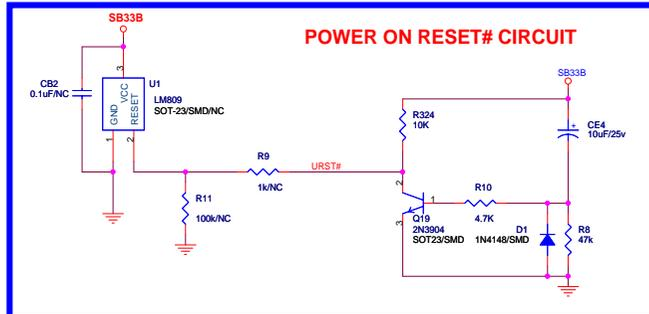 POWER ON RESET# CIRCUIT
SB33B
CB2
0.1uF/NC
3
VCC
GND
RESET
1
2
U1
LM809
SOT-23/SMD/NC
R9
1k/NC
URST#
R11
100k/NC
SB33B
R324
10K
CE4
+
10uF/25v
2
1
3
R10
4.7K
Q19
2N3904
SOT23/SMD
D1
1N4148/SMD
R8
47k